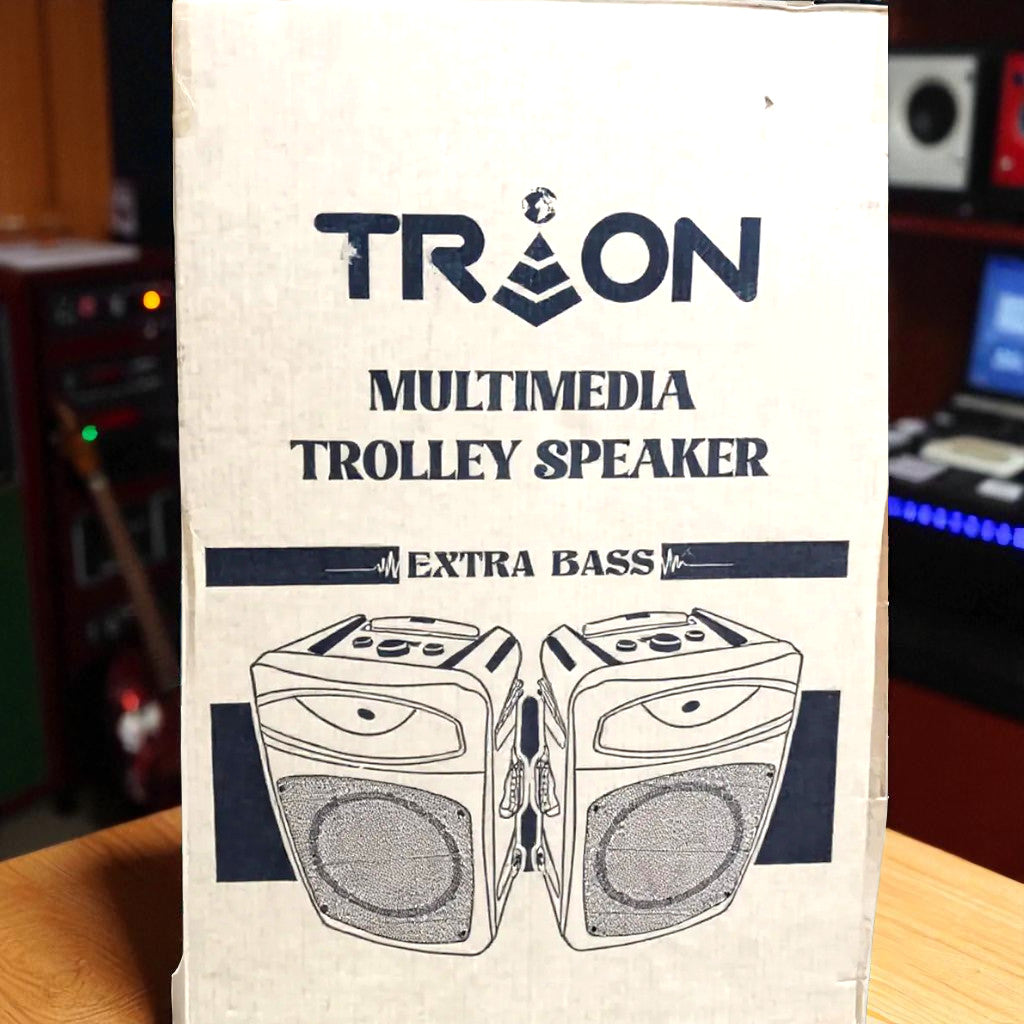 TRION
MULTIMEDIA
TROLLEY SPEAKER
EXTRA BASS